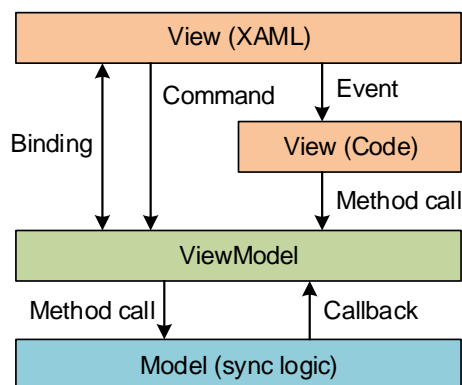 View (XAML)
Command
Event
Binding
View (Code)
Method call
ViewModel
Method call
Callback
Model (sync logic)